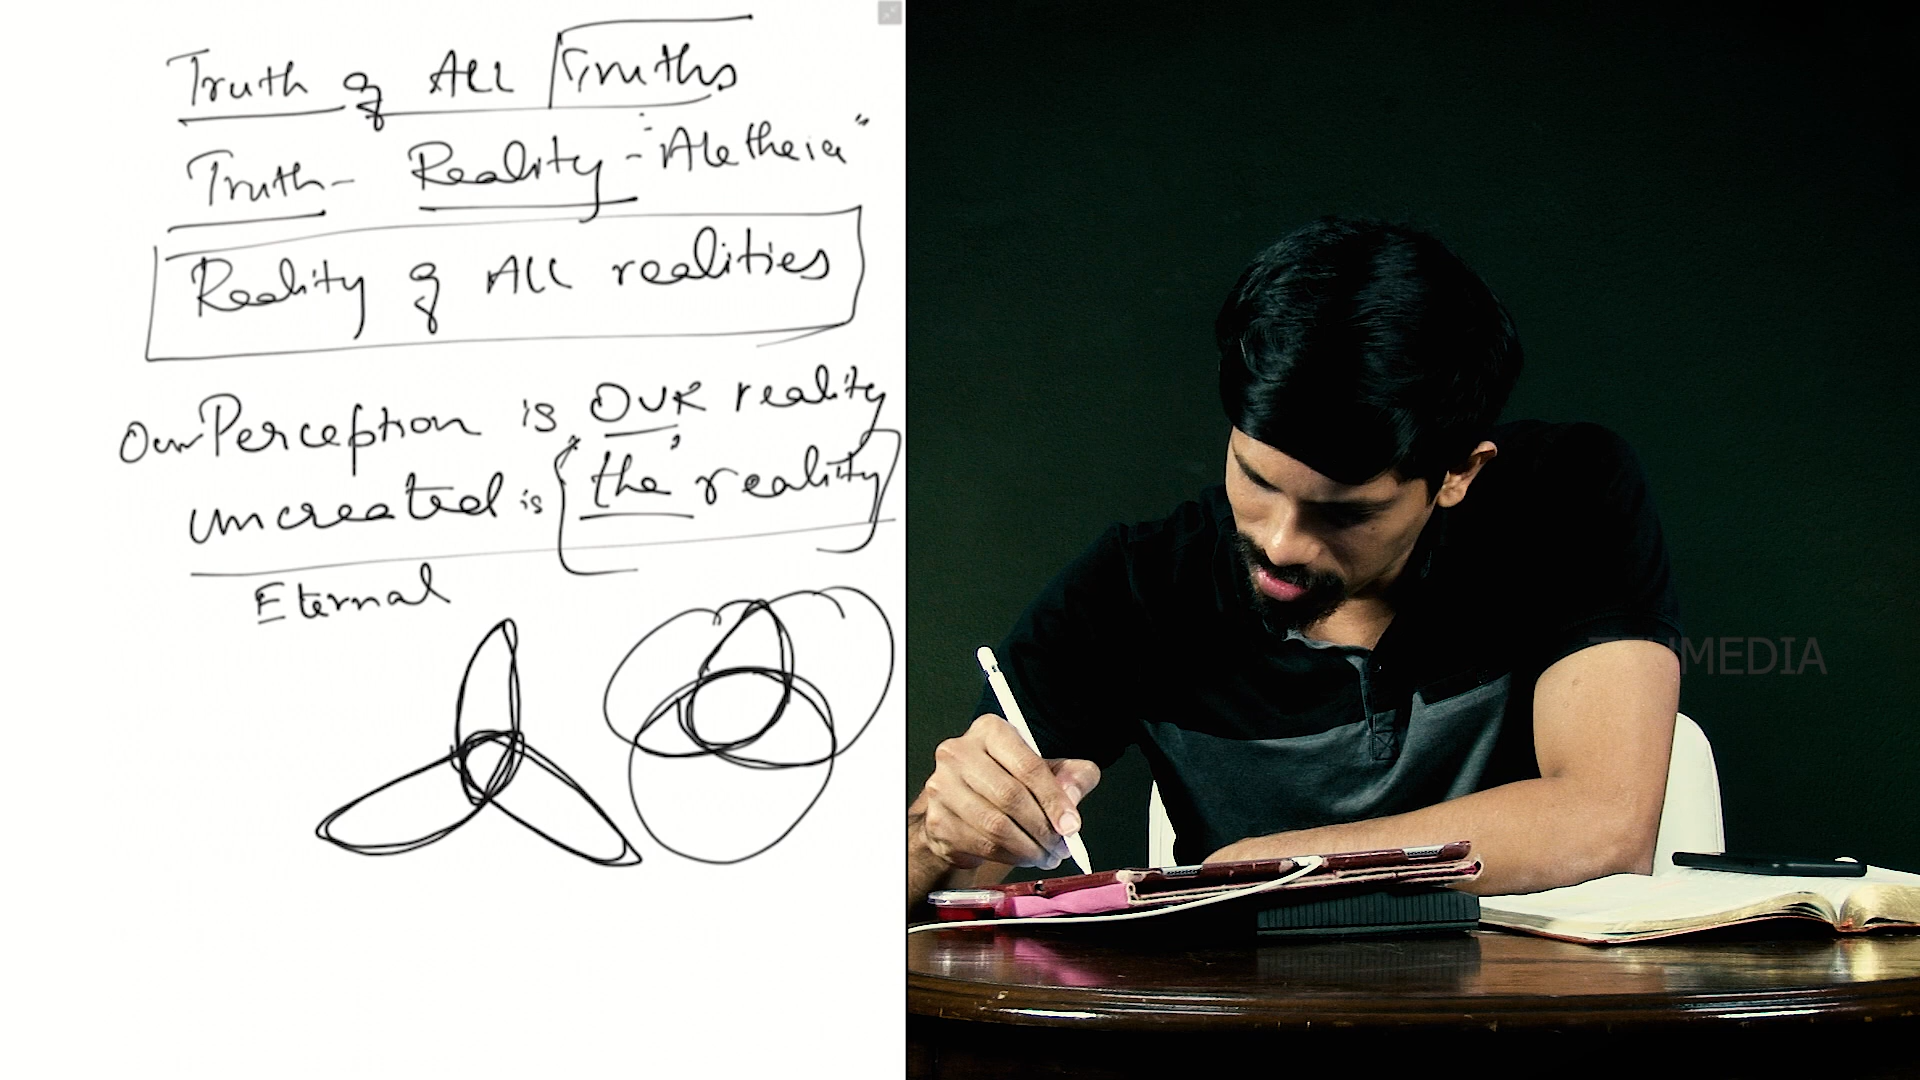 Truth of ALL Truths
Truth - Reality - "Aletheia"
Reality of ALL realities
Our Perception is OUR reality
uncreated is "the" reality
Eternal
MEDIA